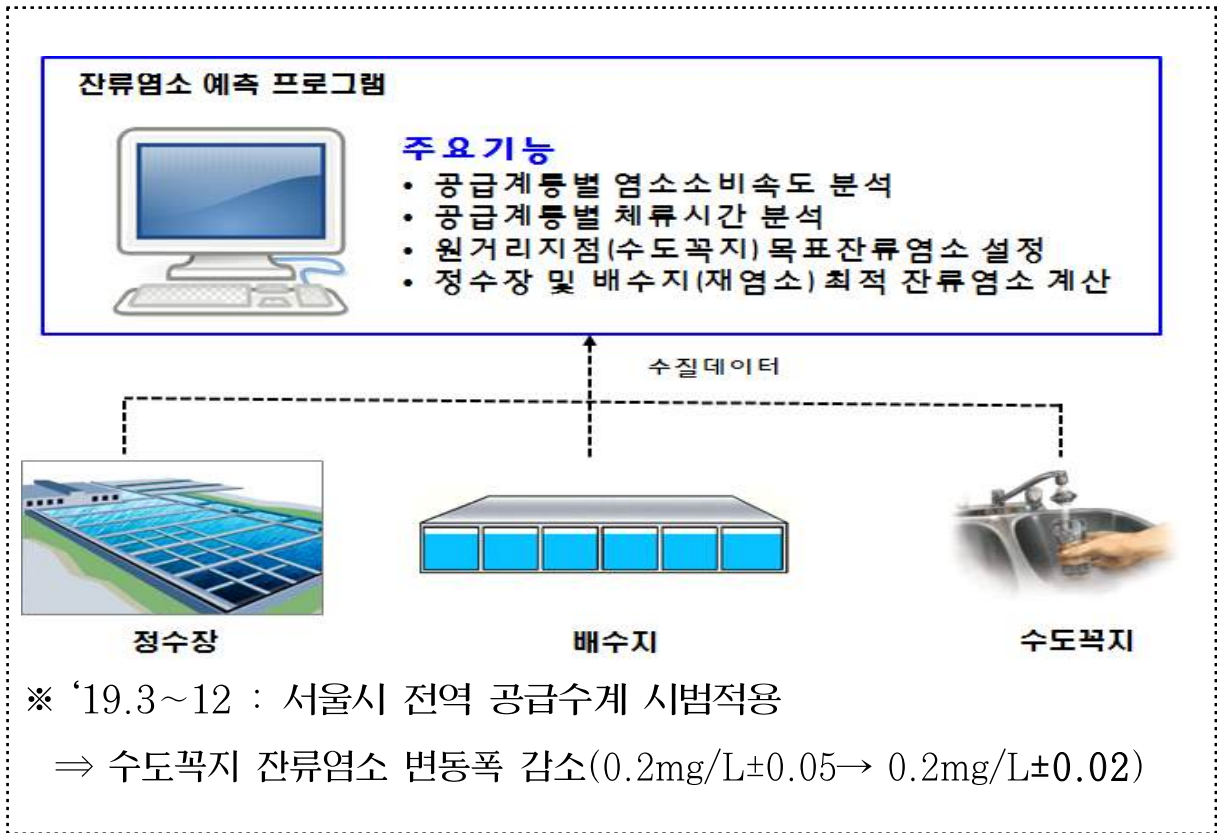 잔류염소 예측 프로그램
주요기능
• 공급계통별 염소소비속도 분석
• 공급계통별 체류시간 분석
• 원거리지점(수도꼭지) 목표잔류염소 설정
• 정수장 및 배수지(재염소) 최적 잔류염소 계산
수질데이터
정수장
배수지
수도꼭지
※ ‘19.3~12 : 서울시 전역 공급수계 시범적용
⇒ 수도꼭지 잔류염소 변동폭 감소(0.2mg/L±0.05→ 0.2mg/L±0.02)